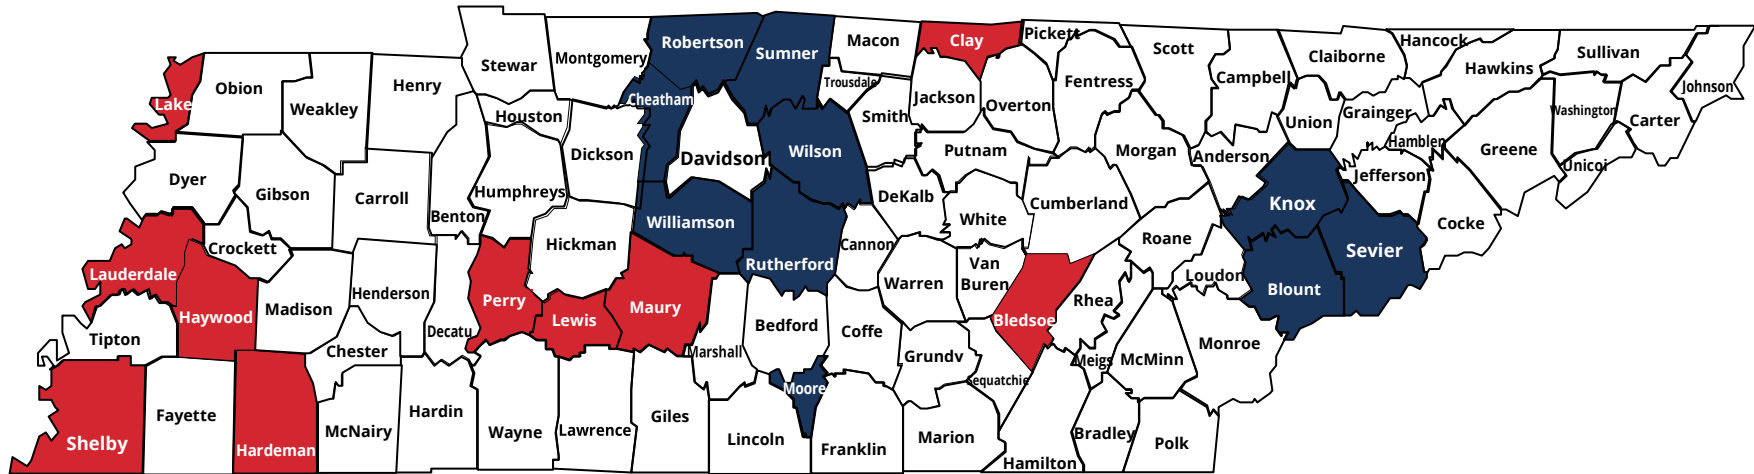 Lake
Obion
Weakley
Henry
Stewar
Montgomery
Robertson
Sumner
Macon
Clay
Pickett
Scott
Campbell
Claiborne
Hancock
Hawkins
Sullivan
Johnson
Houston
Cheatham
Trousdale
Smith
Jackson
Overton
Fentress
Union
Grainger
Hamblen
Washington
Carter
Greene
Unicoi
Dyer
Gibson
Carroll
Benton
Humphreys
Dickson
Davidson
Wilson
Putnam
Morgan
Anderson
Jefferson
Knox
Sevier
Cocke
Crockett
Williamson
DeKalb
White
Cumberland
Roane
Loudon
Blount
Lauderdale
Haywood
Madison
Henderson
Decatu
Perry
Hickman
Lewis
Maury
Rutherford
Cannon
Warren
Van
Buren
Bledsoe
Rhea
Tipton
Chester
Marshall
Bedford
Coffe
Grundv
Sequatchie
Meigs
McMinn
Monroe
Shelby
Fayette
Hardeman
McNairy
Hardin
Wayne
Lawrence
Giles
Lincoln
Moore
Franklin
Marion
Hamilton
Bradley
Polk